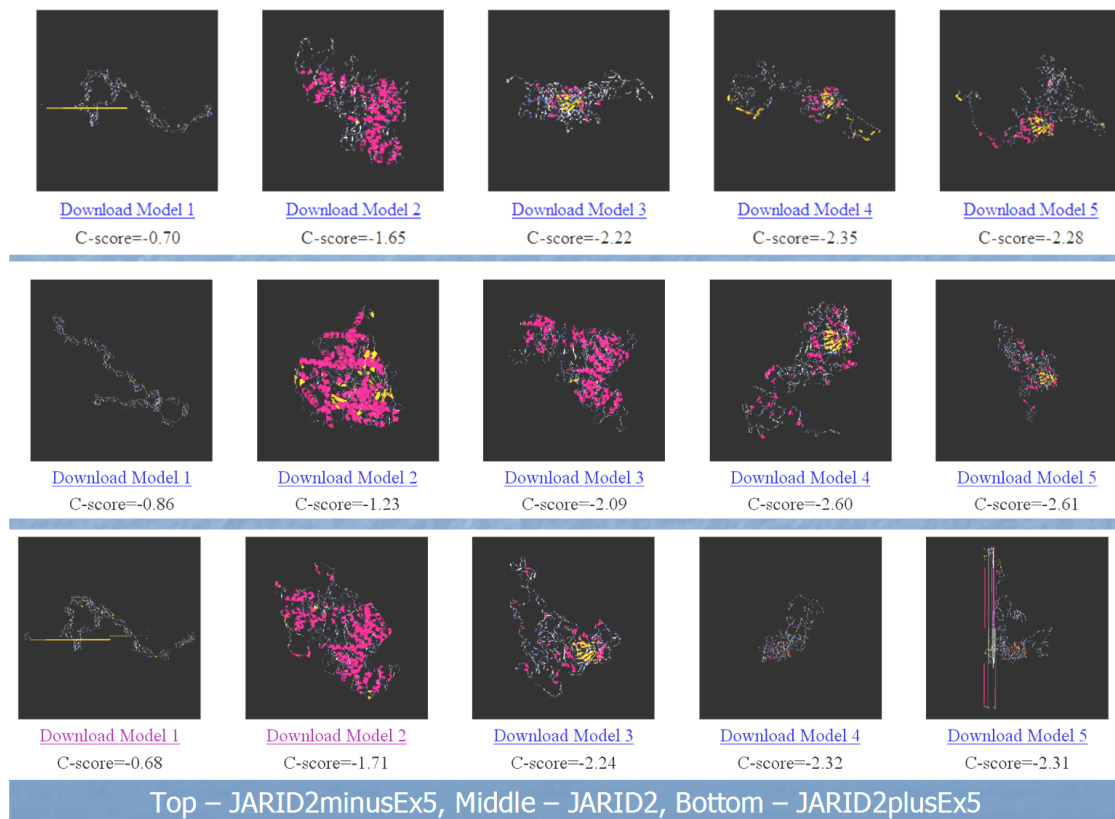 Download Model 1 Download Model 2 Download Model 3 Download Model 4 Download Model 5
C-score=-0.70 C-score=-1.65 C-score=-2.22 C-score=-2.35 C-score=-2.28
Download Model 1 Download Model 2 Download Model 3 Download Model 4 Download Model 5
C-score=-0.86 C-score=-1.23 C-score=-2.09 C-score=-2.60 C-score=-2.61
Download Model 1 Download Model 2 Download Model 3 Download Model 4 Download Model 5
C-score=-0.68 C-score=-1.71 C-score=-2.24 C-score=-2.32 C-score=-2.31
Top – JARID2minusEx5, Middle – JARID2, Bottom – JARID2plusEx5